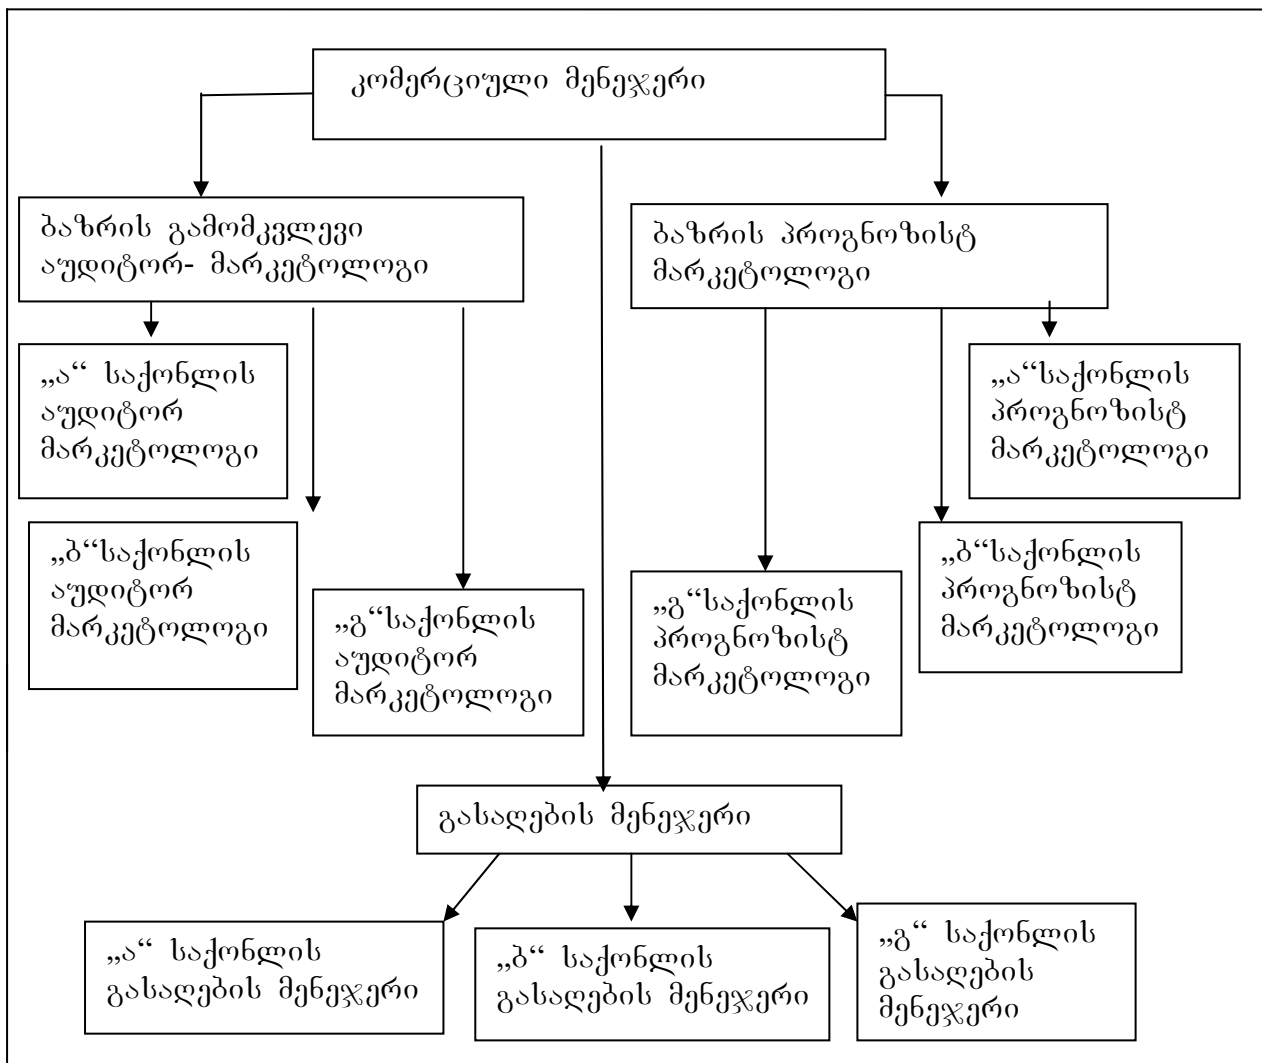 კომერციული მენეჯერი
ბაზრის გამომკვლევი
აუდიტორ- მარკეტოლოგი
ბაზრის პროგნოზისტ
მარკეტოლოგი
„ა“ საქონლის
აუდიტორ
მარკეტოლოგი
„ა“საქონლის
პროგნოზისტ
მარკეტოლოგი
„ბ“საქონლის
აუდიტორ
მარკეტოლოგი
„გ“საქონლის
აუდიტორ
მარკეტოლოგი
„გ“საქონლის
პროგნოზისტ
მარკეტოლოგი
„ბ“საქონლის
პროგნოზისტ
მარკეტოლოგი
გასაღების მენეჯერი
„ა“ საქონლის
გასაღების მენეჯერი
„ბ“ საქონლის
გასაღების მენეჯერი
„გ“ საქონლის
გასაღების
მენეჯერი